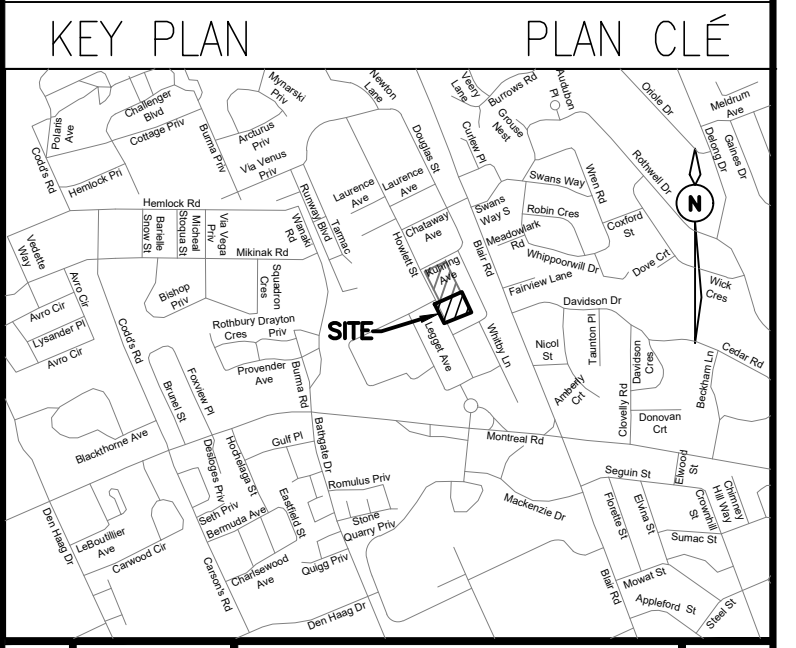 KEY PLAN
PLAN CLÉ
Polaris
Ave
Challenger
Blvd
Cottage Priv
Codd's Rd
Hemlock Pri
Burma Priv
Mynarski
Priv
Arcturus
Priv
Via Venus
Priv
Newton
Lane
Veery
Lane
Burrows Rd
Audubon
Pl
Oriole Dr
Meldrum
Ave
Delong Dr
Gaines Dr
Grouse
Nest
Curlew Pl
Douglas St
Rothwell Dr
Laurence
Ave
Laurence
Ave
Swans Way
Wren Rd
N
Hemlock Rd
Runway Blvd
Tarmac
Wanaki
Rd
Swans
Way S
Robin Cres
Coxford
St
Vedette
Way
Barielle
Snow St
Stoqua St
Micheal
Priv
Via Vega
Mikinak Rd
Chataway
Ave
Howlett St
Meadowlark
Rd
Blair Rd
Whippoorwill Dr
Dove Crt
Fairview Lane
Wick
Cres
Avro Cir
Avro Cir
Lysander Pl
Avro Cir
Bishop
Priv
Squadron
Cres
Davidson Dr
Codd's Rd
Rothbury
Cres
Drayton
Priv
SITE
Legget Ave
Whitby Ln
Nicol
St
Taunton Pl
Davidson
Cres
Cedar Rd
Beckham Ln
Provender
Ave
Burma Rd
Foxview Pl
Brunel St
Amberly
Crt
Clovelly Rd
Donovan
Crt
Blackthorne Ave
Gulf Pl
Bathgate Dr
Montreal Rd
Desloges Priv
Hochelaga St
Seguin St
Elwood
St
Romulus Priv
Eastfield St
Seth Priv
Bermuda Ave
Stone
Quarry Priv
Mackenzie Dr
Florette St
Elvina St
Crownhill
St
Chimney
Hill Way
Den Haag Dr
LeBoutillier
Ave
Carwood Cir
Sumac St
Carson's Rd
Charlsewood
Ave
Quigg Priv
Blair Rd
Mowat St
Appleford St
Steel St
Den Haag Dr